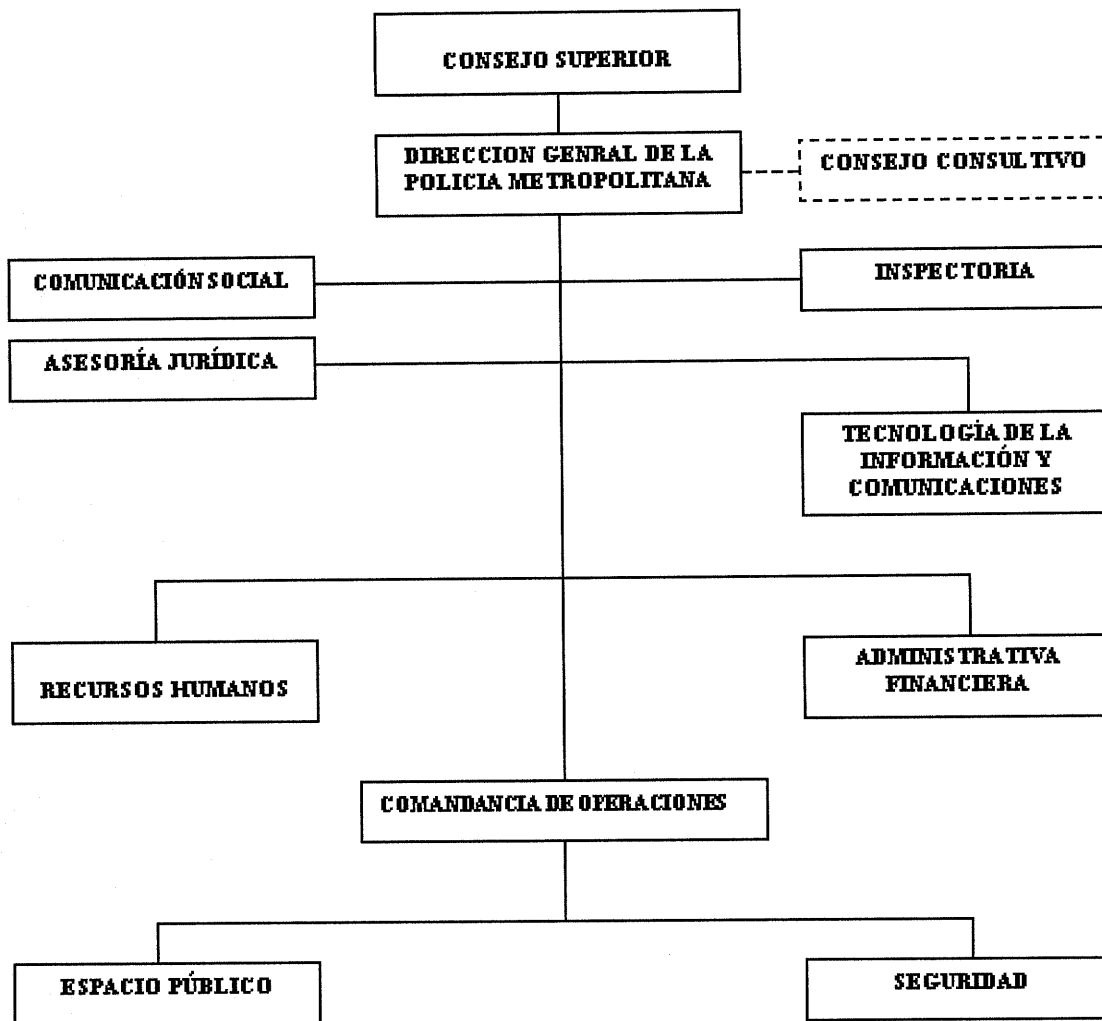 CONSEJO SUPERIOR
DIRECCION GENRAL DE LA
POLICIA METROPOLITANA
CONSEJO CONSULTIVO
COMUNICACIÓN SOCIAL
INSPECTORIA
ASESORÍA JURÍDICA
TECNOLOGÍA DE LA
INFORMACIÓN Y
COMUNICACIONES
RECURSOS HUMANOS
ADMINISTRATIVA
FINANCIERA
COMANDANCIA DE OPERACIONES
ESPACIO PÚBLICO
SEGURIDAD